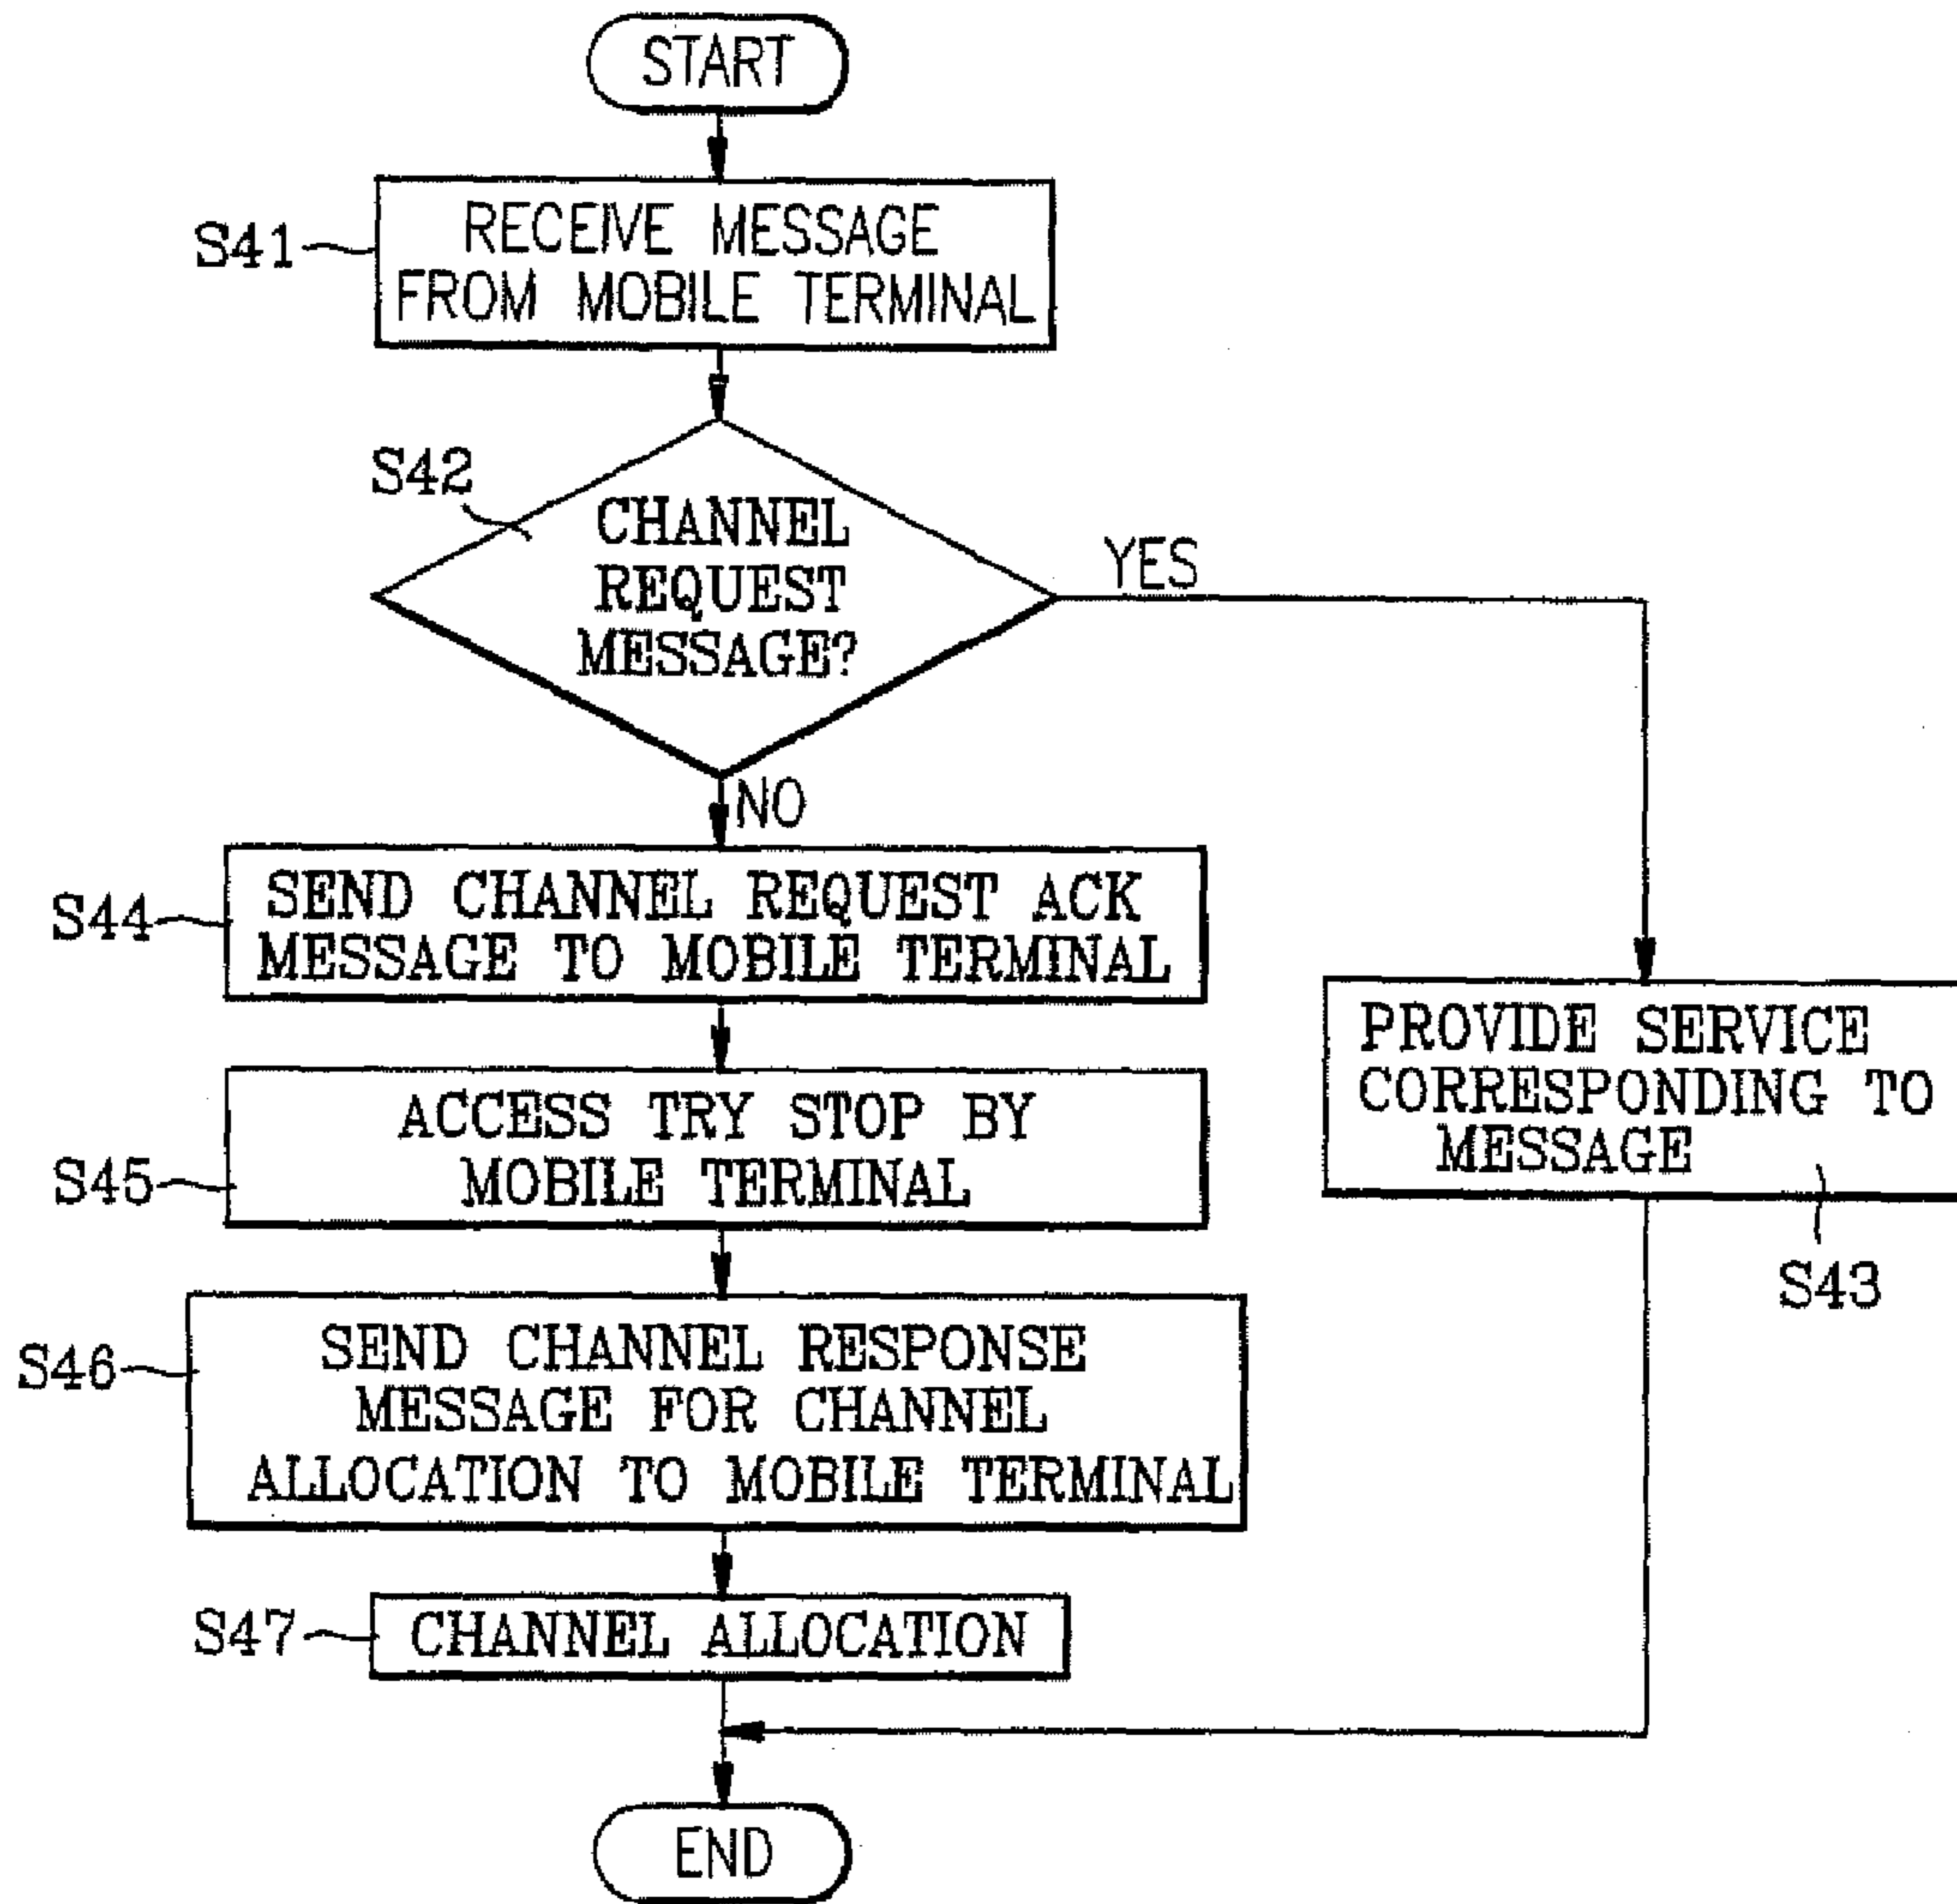 START
S41
RECEIVE MESSAGE
FROM MOBILE TERMINAL
S42
CHANNEL
REQUEST
MESSAGE?
YES
NO
S44
SEND CHANNEL REQUEST ACK
MESSAGE TO MOBILE TERMINAL
PROVIDE SERVICE
CORRESPONDING TO
MESSAGE
S43
S45
ACCESS TRY STOP BY
MOBILE TERMINAL
S46
SEND CHANNEL RESPONSE
MESSAGE FOR CHANNEL
ALLOCATION TO MOBILE TERMINAL
S47
CHANNEL ALLOCATION
END